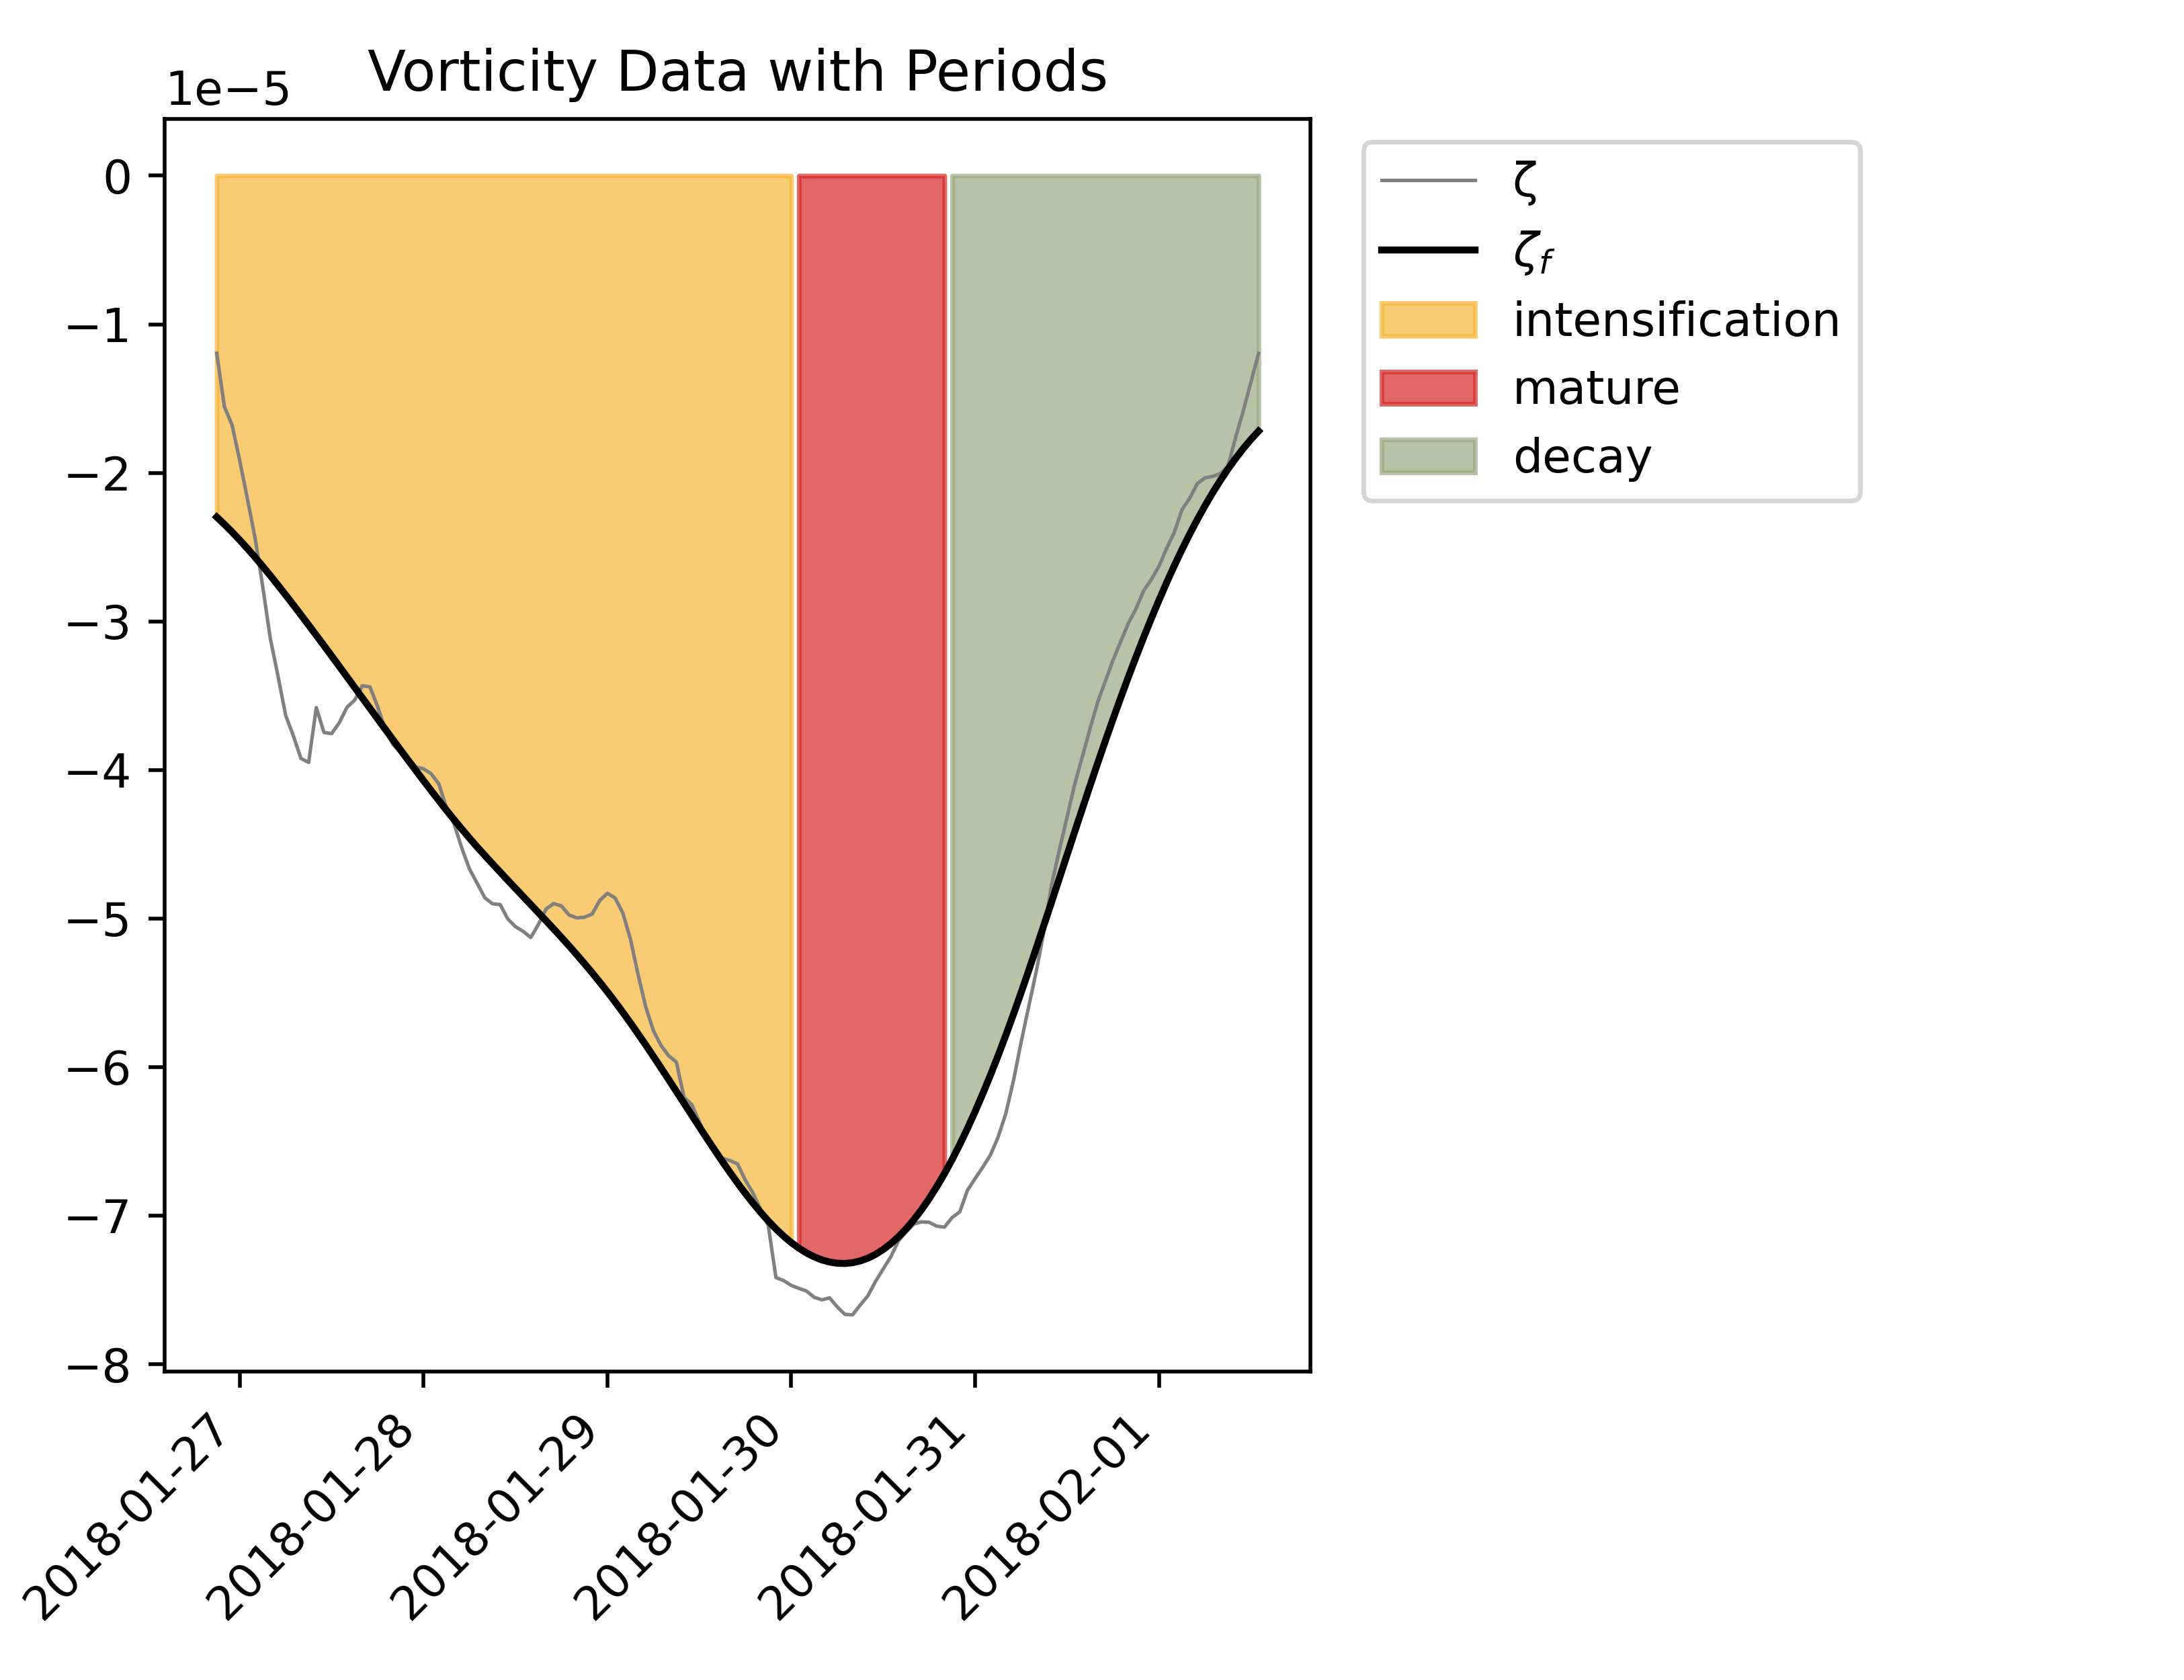 Vorticity Data with Periods
1e−5
0
−1
−2
−3
−4
−5
−6
−7
−8
2018-01-27
2018-01-28
2018-01-29
2018-01-30
2018-01-31
2018-02-01
ζ
ζf
intensification
mature
decay